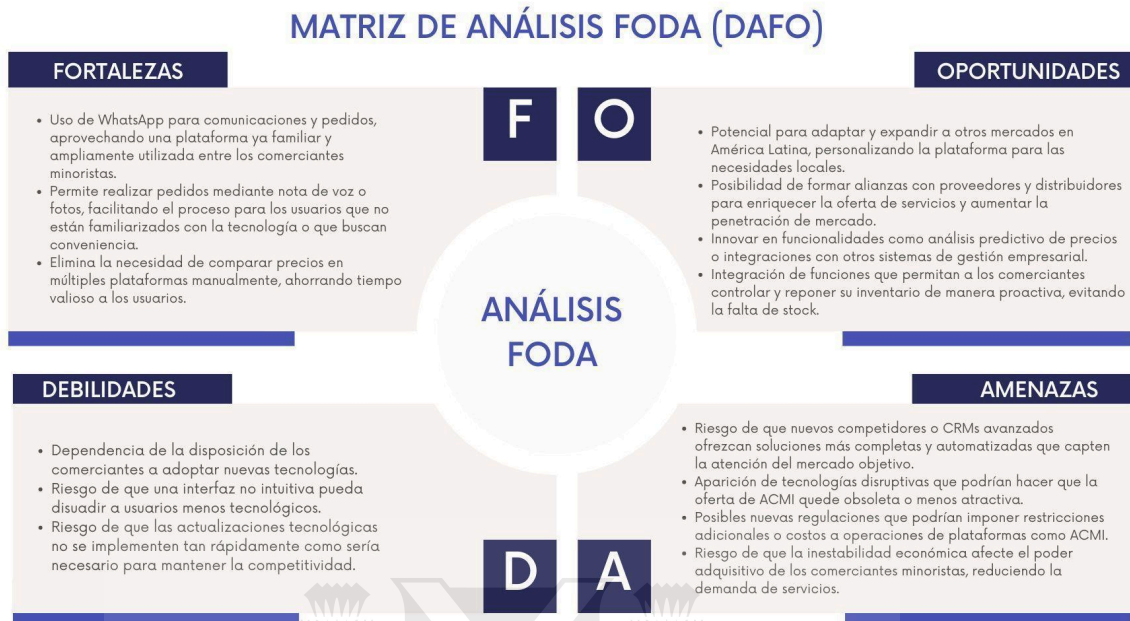 MATRIZ DE ANÁLISIS FODA (DAFO)
FORTALEZAS
• Uso de WhatsApp para comunicaciones y pedidos,
aprovechando una plataforma ya familiar y
ampliamente utilizada entre los comerciantes
minoristas.
• Permite realizar pedidos mediante nota de voz o
fotos, facilitando el proceso para los usuarios que no
están familiarizados con la tecnología o que buscan
conveniencia.
• Elimina la necesidad de comparar precios en
múltiples plataformas manualmente, ahorrando tiempo
valioso a los usuarios.
F
O
OPORTUNIDADES
• Potencial para adaptar y expandir a otros mercados en
América Latina, personalizando la plataforma para las
necesidades locales.
• Posibilidad de formar alianzas con proveedores y distribuidores
para enriquecer la oferta de servicios y aumentar la
penetración de mercado.
• Innovar en funcionalidades como análisis predictivo de precios
o integraciones con otros sistemas de gestión empresarial.
• Integración de funciones que permitan a los comerciantes
controlar y reponer su inventario de manera proactiva, evitando
la falta de stock.
ANÁLISIS
FODA
DEBILIDADES
• Dependencia de la disposición de los
comerciantes a adoptar nuevas tecnologías.
• Riesgo de que una interfaz no intuitiva pueda
disuadir a usuarios menos tecnológicos.
• Riesgo de que las actualizaciones tecnológicas
no se implementen tan rápidamente como sería
necesario para mantener la competitividad.
D
A
AMENAZAS
• Riesgo de que nuevos competidores o CRMs avanzados
ofrezcan soluciones más completas y automatizadas que capten
la atención del mercado objetivo.
• Aparición de tecnologías disruptivas que podrían hacer que la
oferta de ACMI quede obsoleta o menos atractiva.
• Posibles nuevas regulaciones que podrían imponer restricciones
adicionales o costos a operaciones de plataformas como ACMI.
• Riesgo de que la inestabilidad económica afecte el poder
adquisitivo de los comerciantes minoristas, reduciendo la
demanda de servicios.